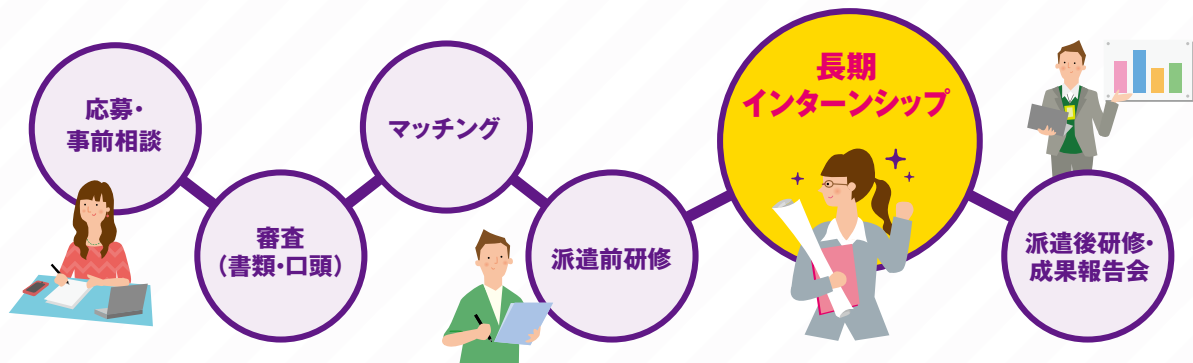 応募・
事前相談
審査
（書類・口頭）
マッチング
派遣前研修
長期
インターンシップ
派遣後研修・
成果報告会